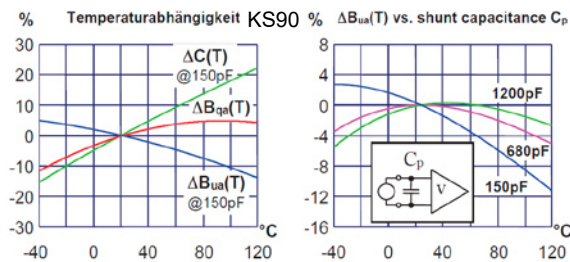 % Temperaturabhängigkeit KS90
ΔC(T)
@150pF
ΔBqa(T)
ΔBua(T)
@150pF
30
20
10
0
-10
-20
-30
-40 0 40 80 120
°C
% ΔBua(T) vs. shunt capacitance Cp
8
4
0
-4
-8
-12
-16
1200pF
680pF
150pF
Cp
V
-40 0 40 80 120
°C